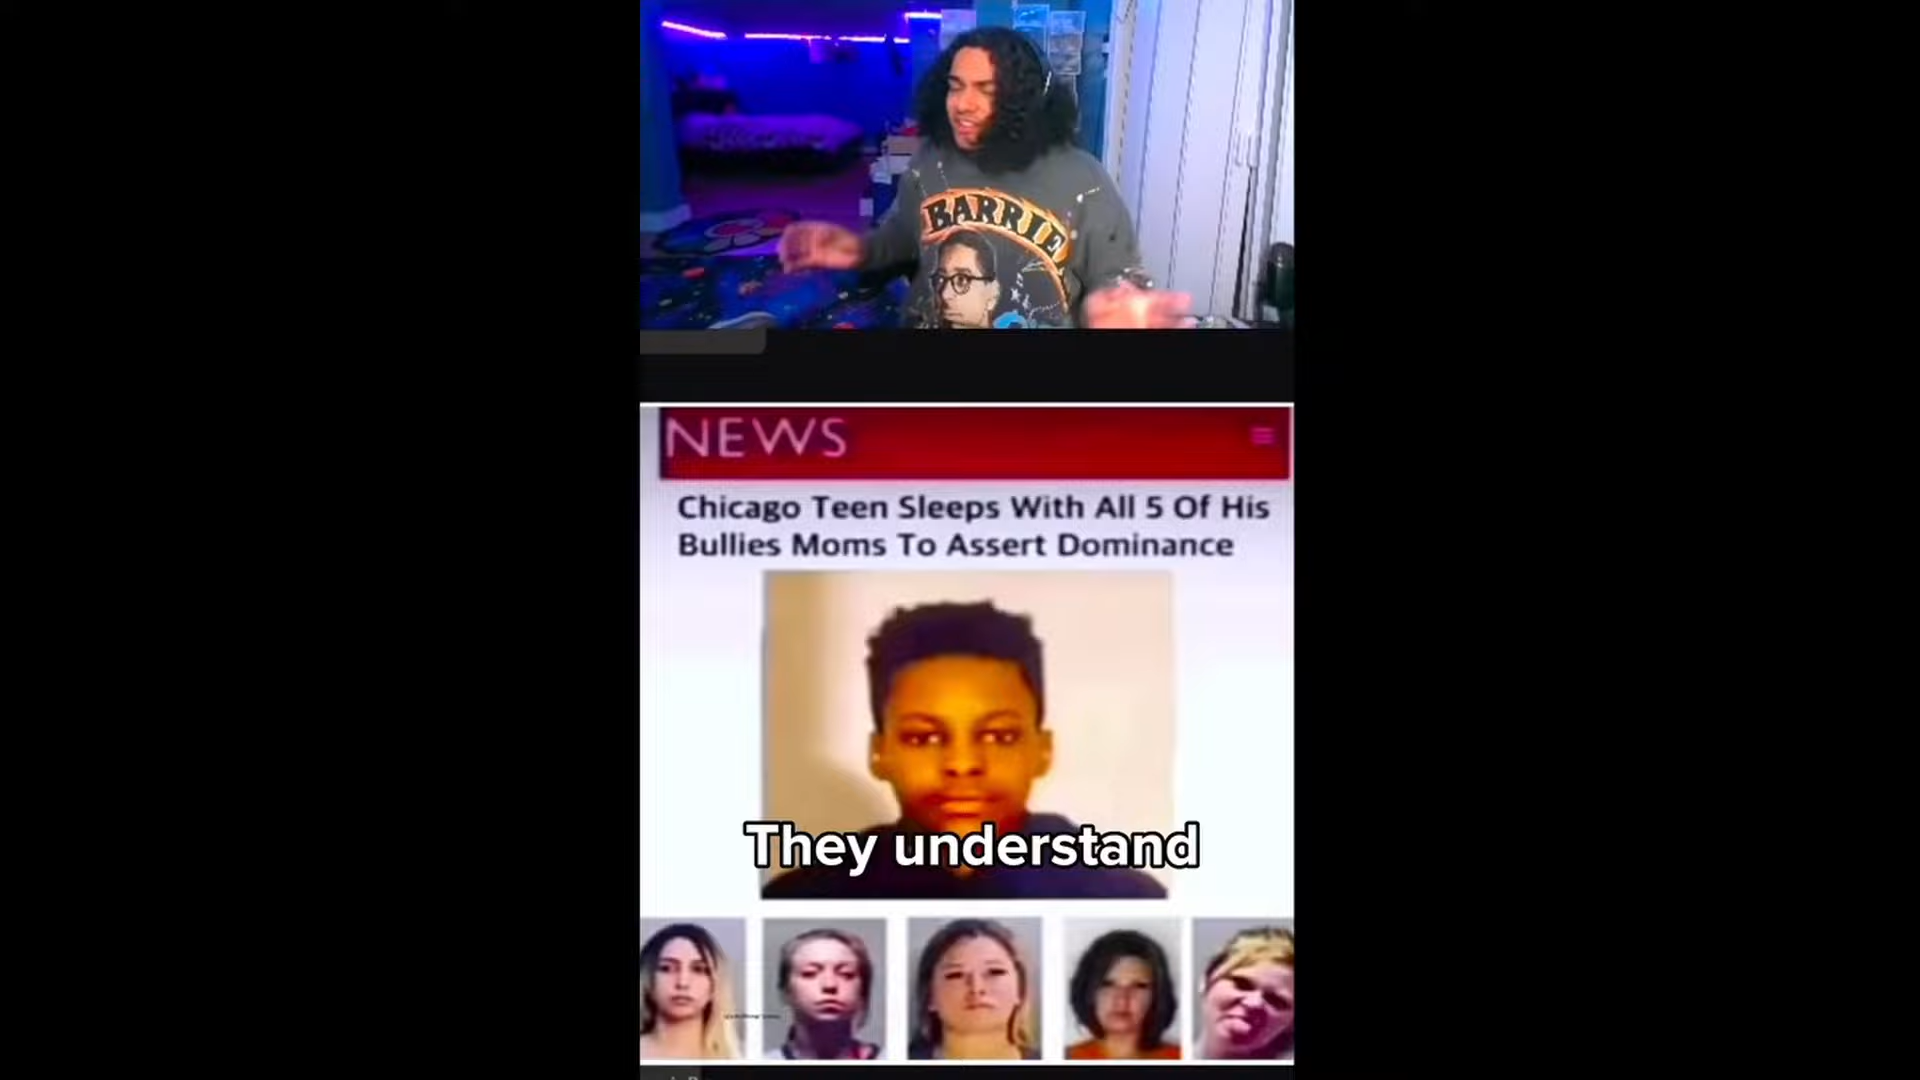 BARRIE
NEWS
Chicago Teen Sleeps With All 5 Of His
Bullies Moms To Assert Dominance
They understand